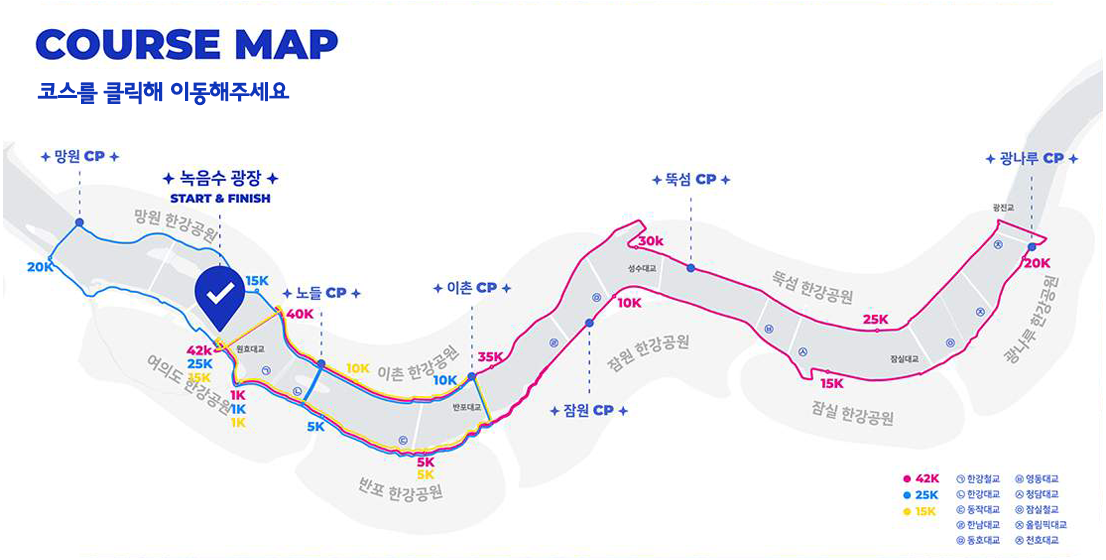 COURSE MAP
코스를 클릭해 이동해주세요
망원 CP
녹음수 광장
START & FINISH
뚝섬 CP
광나루 CP
망원 한강공원
광진교
20K
15K
노들 CP
이촌 CP
30k
성수대교
20K
뚝섬 한강공원
40K
10K
25K
광나루 한강공원
42k
25K
15K
원효대교
여의도 한강공원
10K
이촌 한강공원
35K
10K
잠원 한강공원
잠실대교
15K
1K
1K
1K
5K
반포대교
잠원 CP
잠실 한강공원
5K
5K
반포 한강공원
42K
25K
15K
㉠ 한강철교
㉡ 한강대교
㉢ 동작대교
㉣ 한남대교
㉤ 동호대교
㉥ 영동대교
㉦ 청담대교
㉧ 잠실철교
㉨ 올림픽대교
㉩ 천호대교